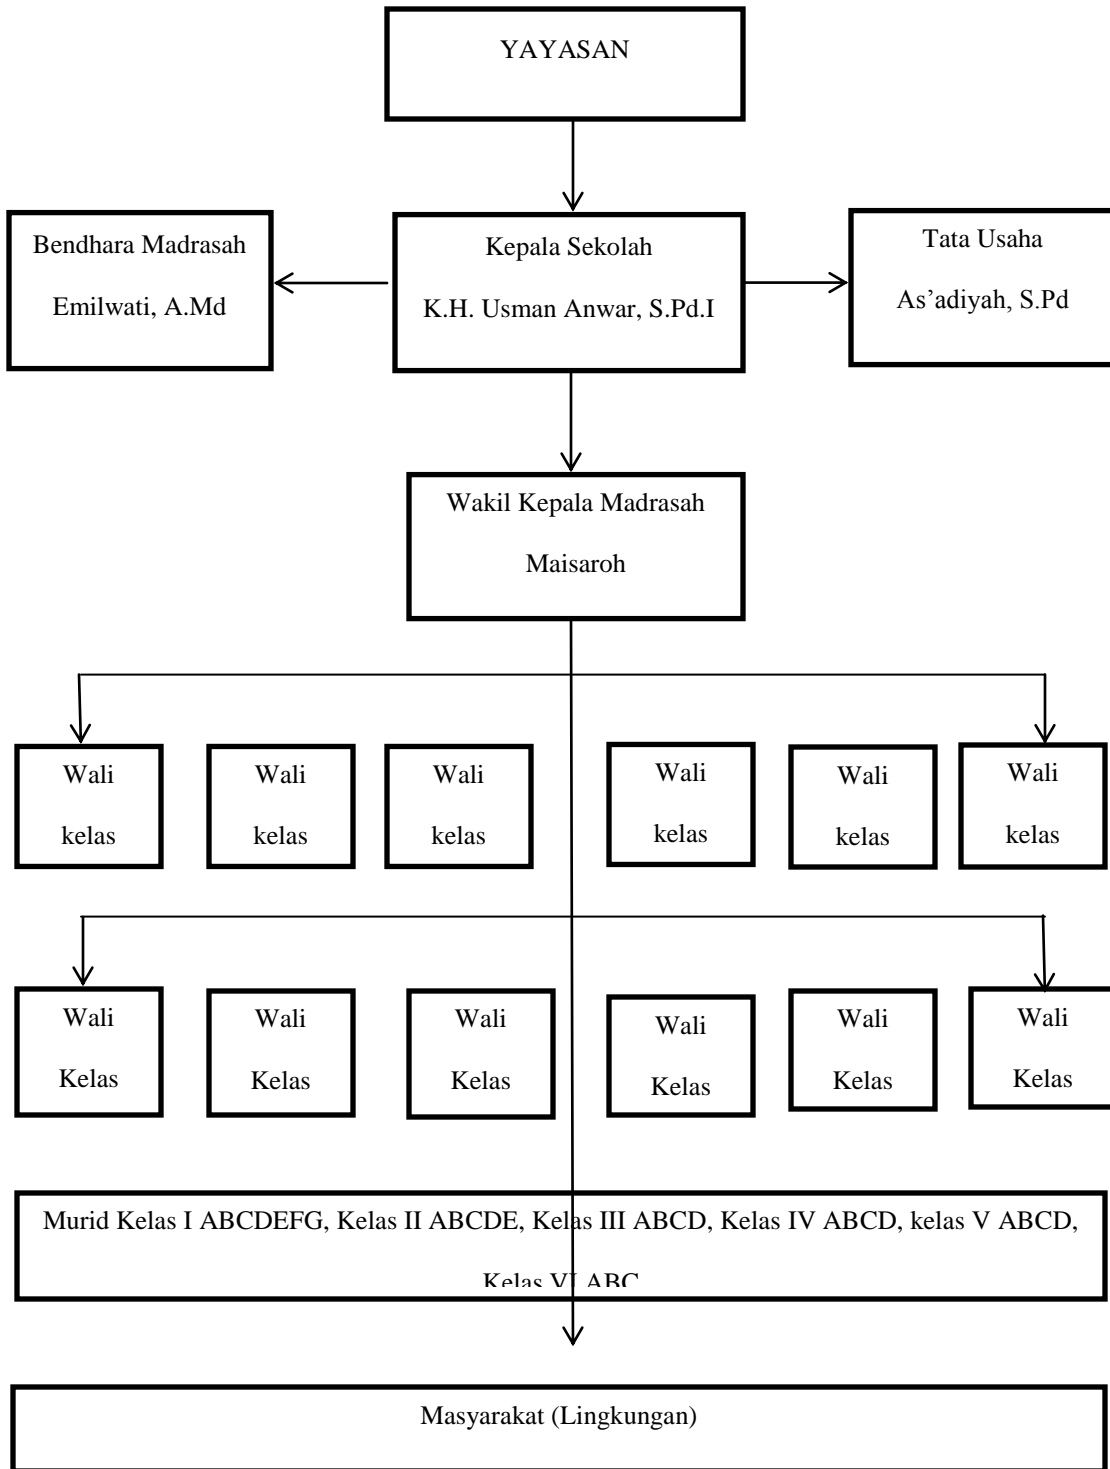 YAYASAN
Bendhara Madrasah
Emilwati, A.Md
Kepala Sekolah
K.H. Usman Anwar, S.Pd.I
Tata Usaha
As’adiyah, S.Pd
Wakil Kepala Madrasah
Maisaroh
Wali
kelas
Wali
kelas
Wali
kelas
Wali
kelas
Wali
kelas
Wali
kelas
Wali
Kelas
Wali
Kelas
Wali
Kelas
Wali
Kelas
Wali
Kelas
Wali
Kelas
Murid Kelas I ABCDEFG, Kelas II ABCDE, Kelas III ABCD, Kelas IV ABCD, kelas V ABCD,
Kelas VI ABC
Masyarakat (Lingkungan)